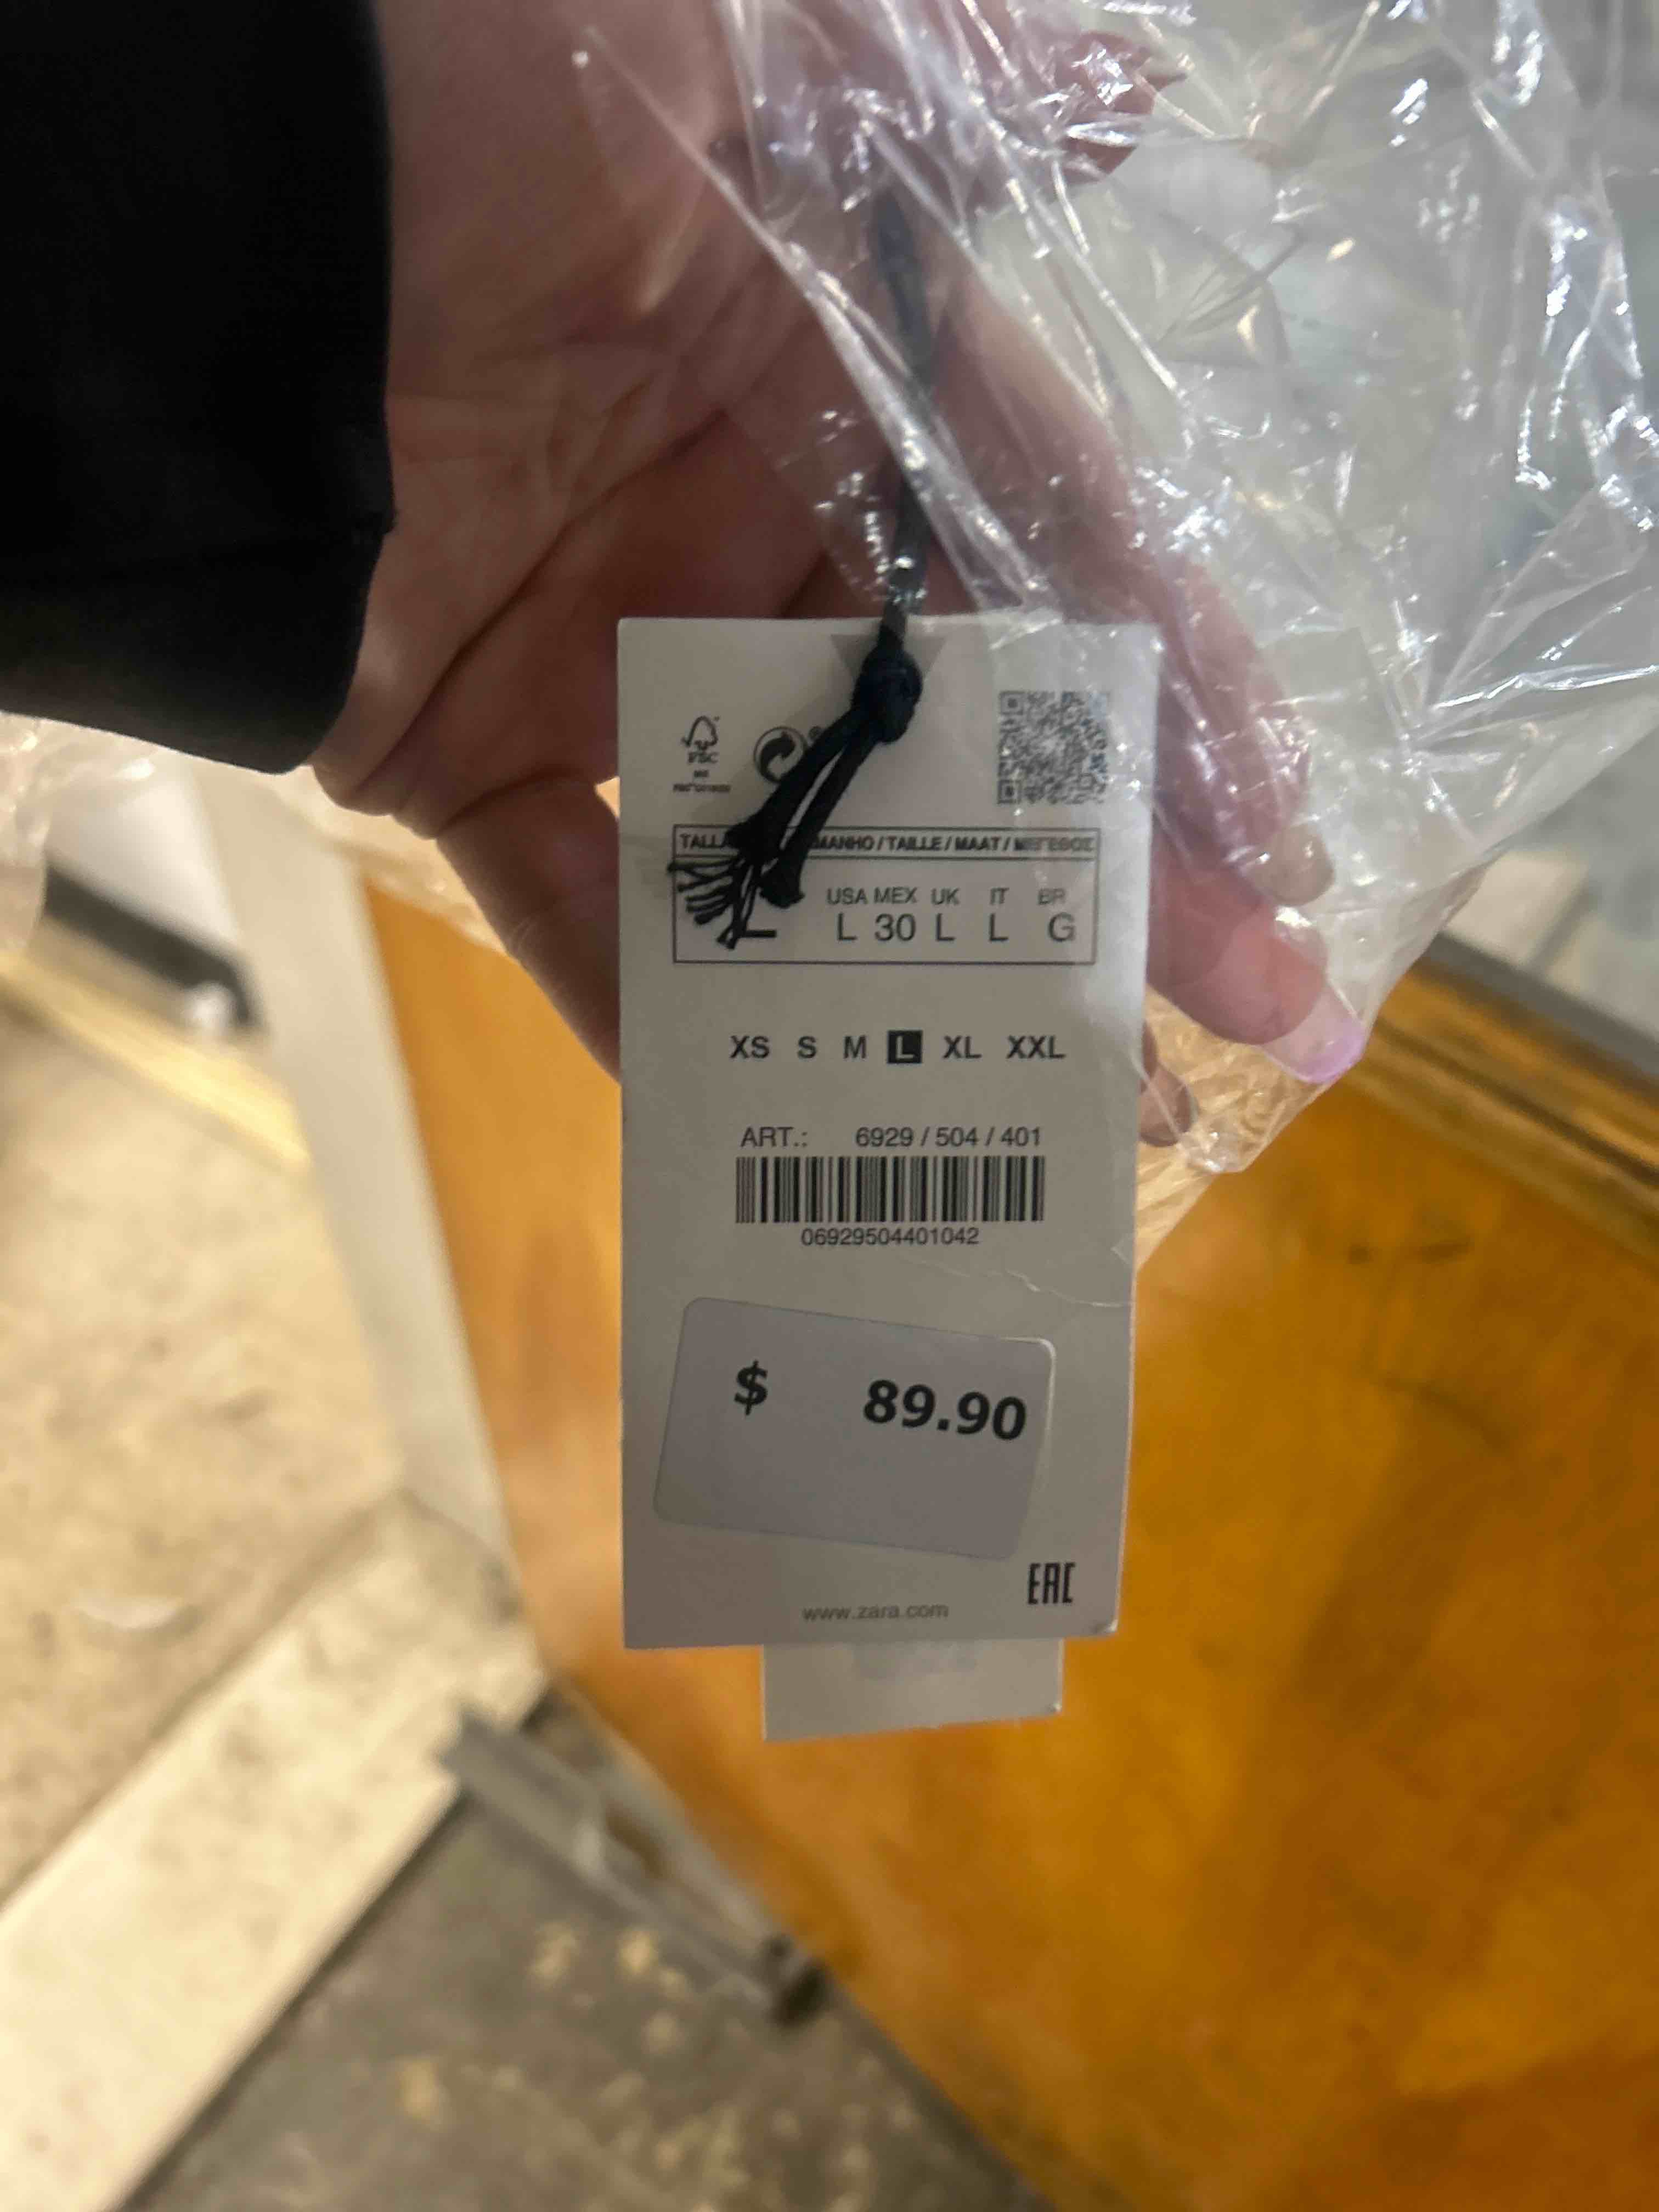 FSC
TALLA
MANHO / TAILLE / MAAT /
USA MEX UK IT BR
L L 30 L L G
XS S M L XL XXL
ART.: 6929 / 504 / 401
06929504401042
$ 89.90
EAC
www.zara.com